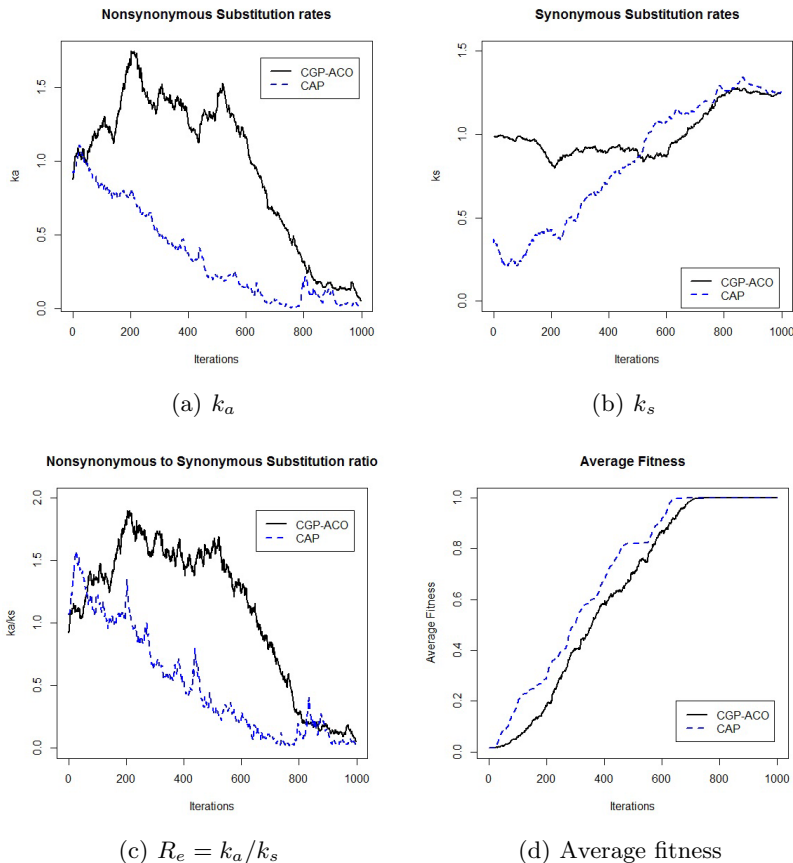 Nonsynonymous Substitution rates
ka
0.0 0.5 1.0 1.5
CGP-ACO
CAP
0 200 400 600 800 1000
Iterations
(a) k_a
Synonymous Substitution rates
ks
0.0 0.5 1.0 1.5
CGP-ACO
CAP
0 200 400 600 800 1000
Iterations
(b) k_s
Nonsynonymous to Synonymous Substitution ratio
ka/ks
0.0 0.5 1.0 1.5 2.0
CGP-ACO
CAP
0 200 400 600 800 1000
Iterations
(c) R_e = k_a/k_s
Average Fitness
Average Fitness
0.0 0.2 0.4 0.6 0.8 1.0
CGP-ACO
CAP
0 200 400 600 800 1000
Iterations
(d) Average fitness